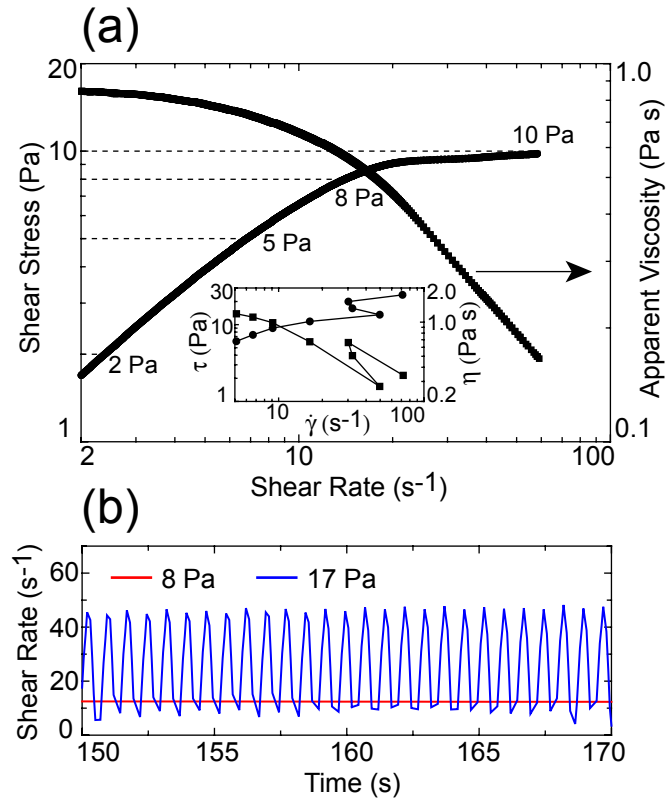 (a)
20
10
1
Shear Stress (Pa)
1.0
0.1
Apparent Viscosity (Pa s)
10 Pa
8 Pa
5 Pa
2 Pa
30
10
1
τ (Pa)
2.0
1.0
0.2
η (Pa s)
10
100
γ̇ (s-1)
2
10
100
Shear Rate (s-1)
(b)
60
40
20
0
Shear Rate (s-1)
8 Pa
17 Pa
150
155
160
165
170
Time (s)